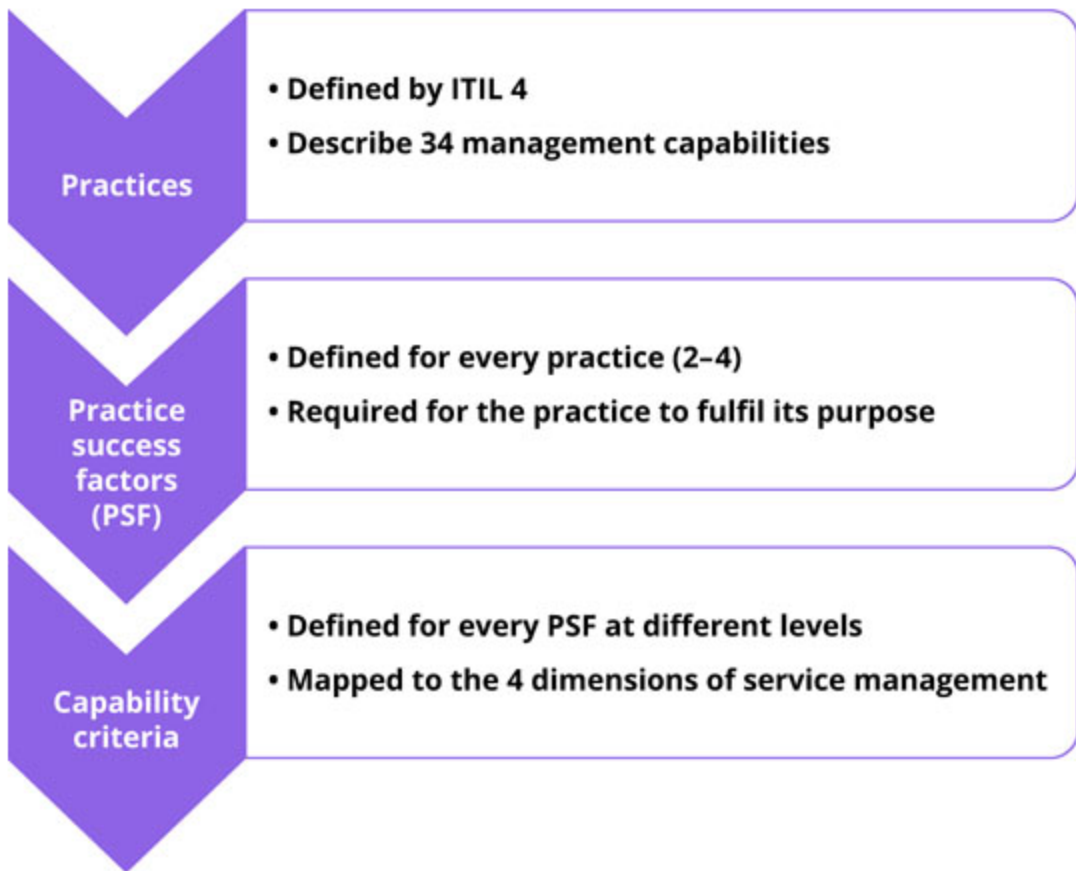 Practices
• Defined by ITIL 4
• Describe 34 management capabilities
Practice
success
factors
(PSF)
• Defined for every practice (2–4)
• Required for the practice to fulfil its purpose
Capability
criteria
• Defined for every PSF at different levels
• Mapped to the 4 dimensions of service management